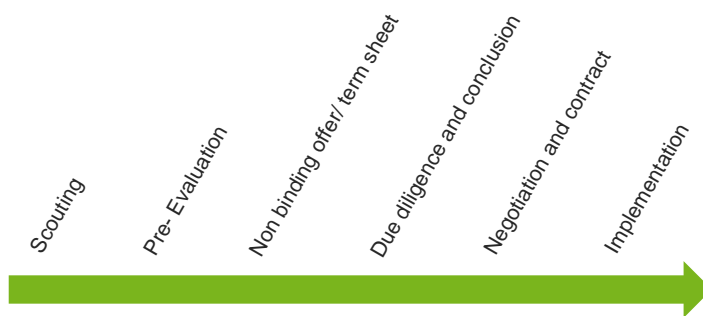 Scouting
Pre- Evaluation
Non binding offer/ term sheet
Due diligence and conclusion
Negotiation and contract
Implementation